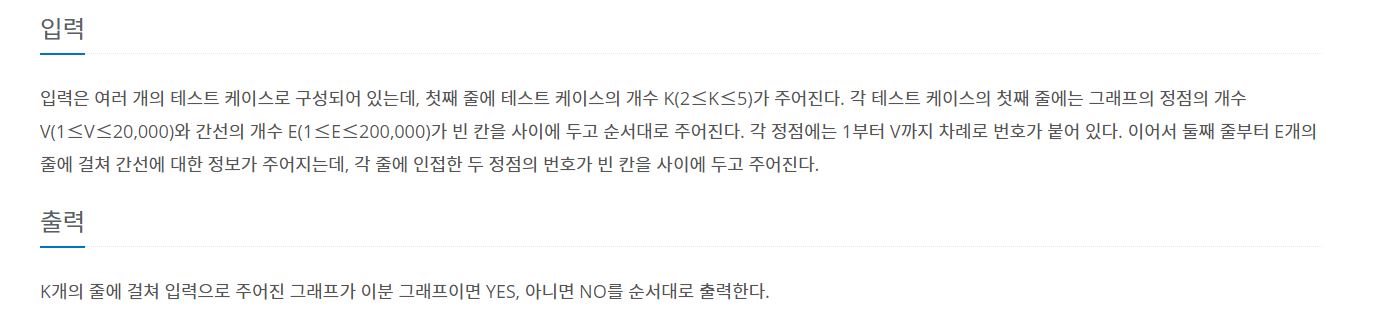 입력
입력은 여러 개의 테스트 케이스로 구성되어 있는데, 첫째 줄에 테스트 케이스의 개수 K(2≤K≤5)가 주어진다. 각 테스트 케이스의 첫째 줄에는 그래프의 정점의 개수
V(1≤V≤20,000)와 간선의 개수 E(1≤E≤200,000)가 빈 칸을 사이에 두고 순서대로 주어진다. 각 정점에는 1부터 V까지 차례로 번호가 붙어 있다. 이어서 둘째 줄부터 E개의
줄에 걸쳐 간선에 대한 정보가 주어지는데, 각 줄에 인접한 두 정점의 번호가 빈 칸을 사이에 두고 주어진다.
출력
K개의 줄에 걸쳐 입력으로 주어진 그래프가 이분 그래프이면 YES, 아니면 NO를 순서대로 출력한다.